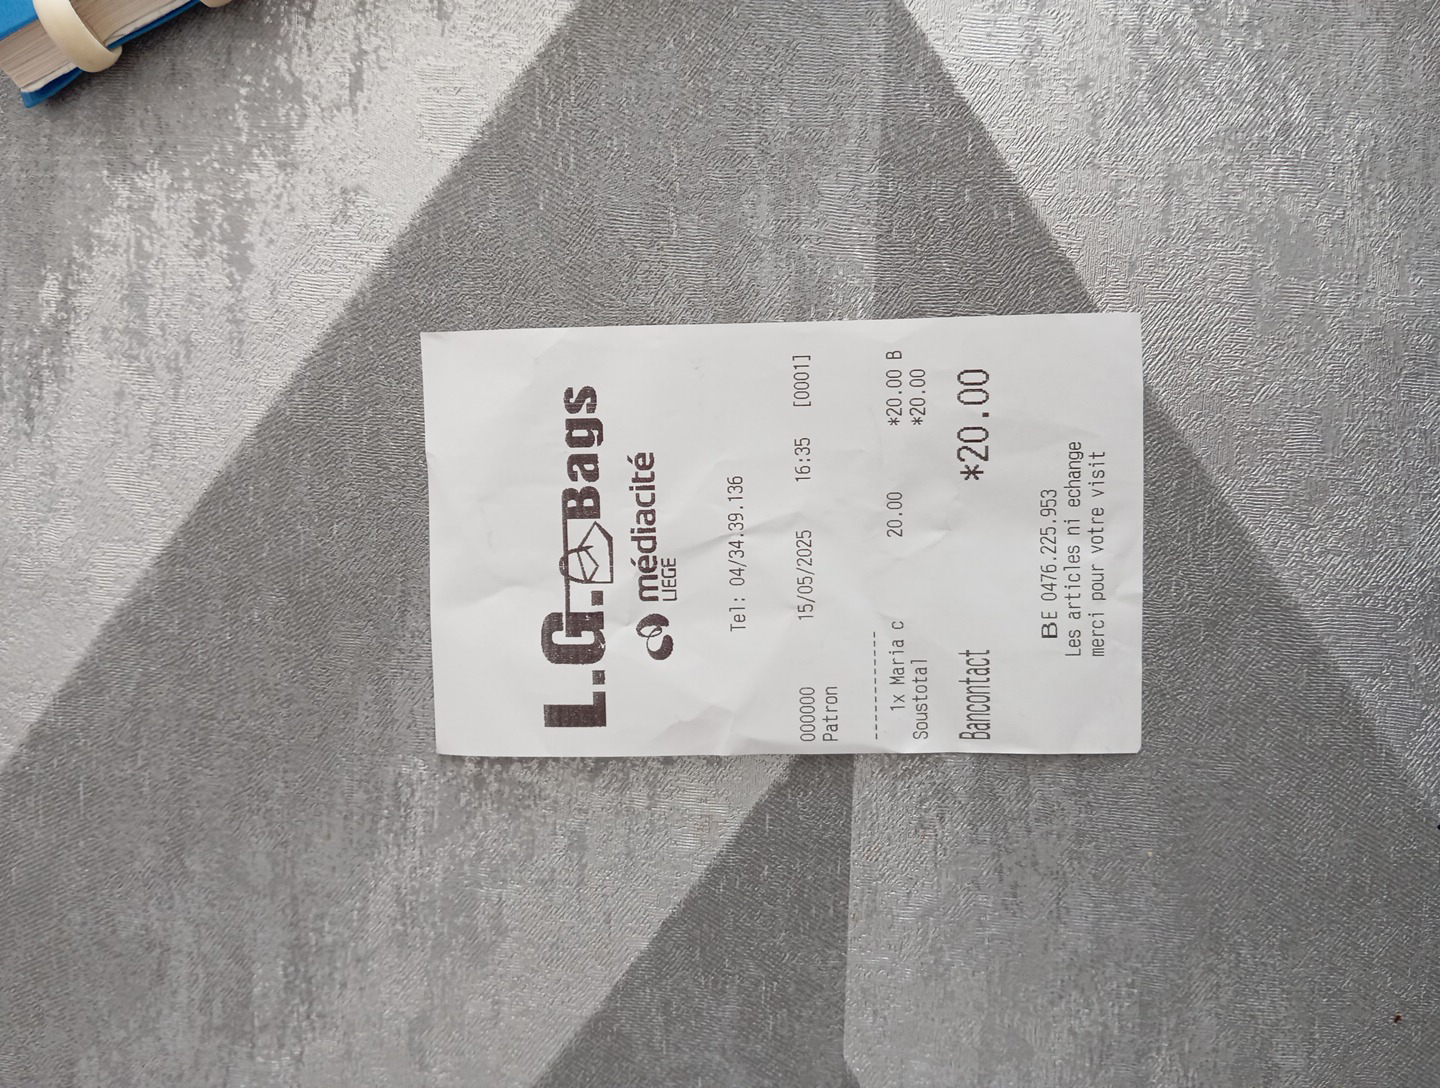 L.G. Bags
médiacité
LIEGE
Tel: 04/34.39.136
000000 15/05/2025 16:35 [0001]
Patron
------------
1x Maria C 20.00 *20.00 B
Soustotal *20.00
Bancontact *20.00
BE 0476.225.953
Les articles ni echange
merci pour votre visit